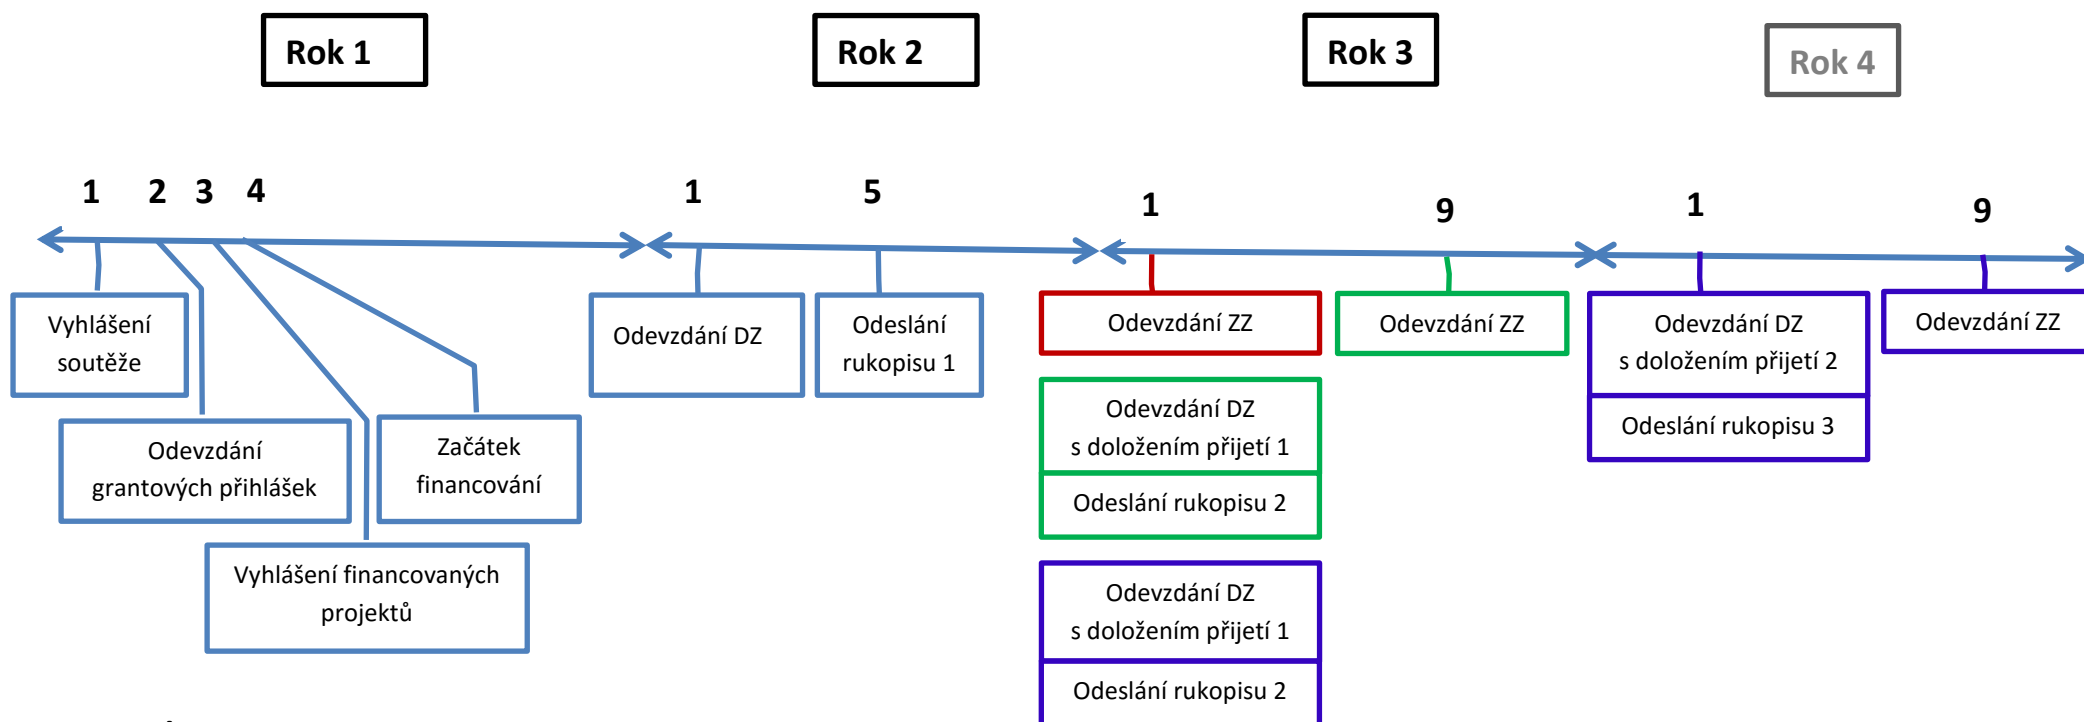 Rok 1
Rok 2
Rok 3
Rok 4
1
2
3
4
1
5
1
9
1
9
Vyhlášení
soutěže
Odevzdání
grantových přihlášek
Vyhlášení financovaných
projektů
Začátek
financování
Odevzdání DZ
Odeslání
rukopisu 1
Odevzdání ZZ
Odevzdání DZ
s doložením přijetí 1
Odeslání rukopisu 2
Odevzdání DZ
s doložením přijetí 1
Odeslání rukopisu 2
Odevzdání ZZ
Odevzdání DZ
s doložením přijetí 2
Odeslání rukopisu 3
Odevzdání ZZ